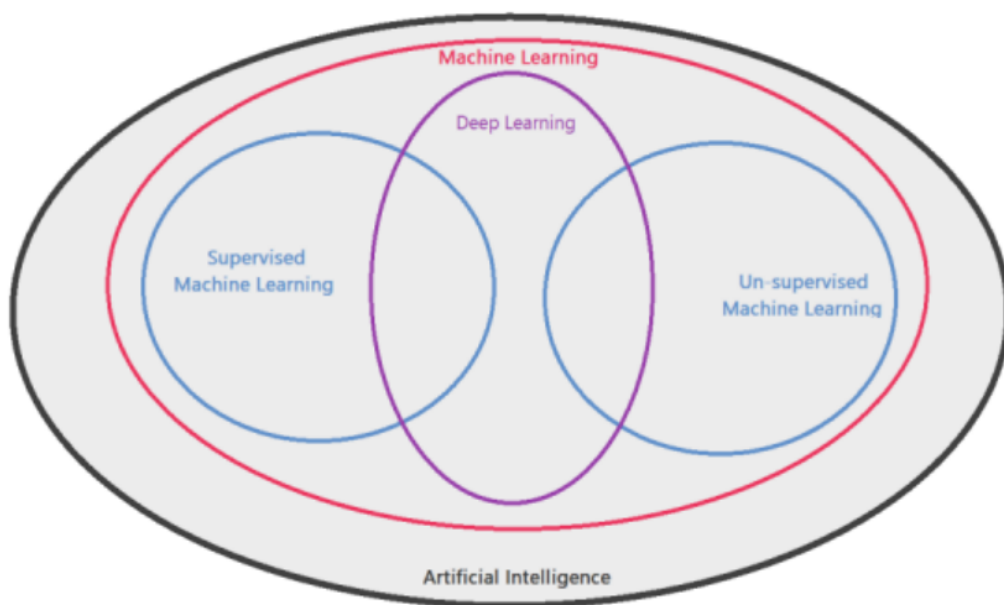 Machine Learning
Deep Learning
Supervised
Machine Learning
Un-supervised
Machine Learning
Artificial Intelligence